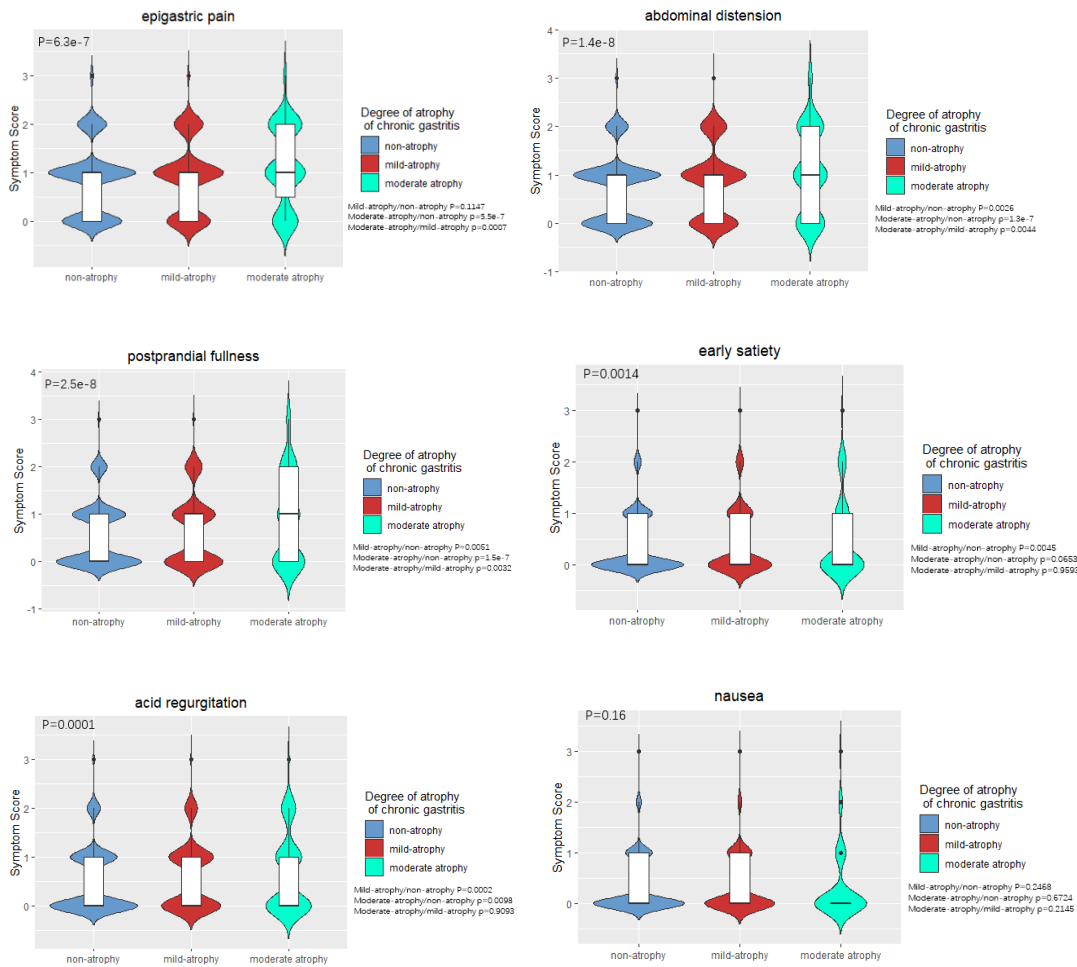 epigastric pain
P=6.3e-7
Symptom Score
3
2
1
0
non-atrophy
mild-atrophy
moderate atrophy
Degree of atrophy
of chronic gastritis
non-atrophy
mild-atrophy
moderate atrophy
Mild-atrophy/non-atrophy P=0.1147
Moderate-atrophy/non-atrophy p=5.5e-7
Moderate-atrophy/mild-atrophy p=0.0007
abdominal distension
P=1.4e-8
Symptom Score
4
3
2
1
0
-1
non-atrophy
mild-atrophy
moderate atrophy
Degree of atrophy
of chronic gastritis
non-atrophy
mild-atrophy
moderate atrophy
Mild-atrophy/non-atrophy P=0.0026
Moderate-atrophy/non-atrophy p=1.3e-7
Moderate-atrophy/mild-atrophy p=0.0044
postprandial fullness
P=2.5e-8
Symptom Score
4
3
2
1
0
-1
non-atrophy
mild-atrophy
moderate atrophy
Degree of atrophy
of chronic gastritis
non-atrophy
mild-atrophy
moderate atrophy
Mild-atrophy/non-atrophy P=0.0051
Moderate-atrophy/non-atrophy p=1.5e-7
Moderate-atrophy/mild-atrophy p=0.0032
early satiety
P=0.0014
Symptom Score
3
2
1
0
non-atrophy
mild-atrophy
moderate atrophy
Degree of atrophy
of chronic gastritis
non-atrophy
mild-atrophy
moderate atrophy
Mild-atrophy/non-atrophy P=0.0045
Moderate-atrophy/non-atrophy p=0.0653
Moderate-atrophy/mild-atrophy p=0.9593
acid regurgitation
P=0.0001
Symptom Score
3
2
1
0
non-atrophy
mild-atrophy
moderate atrophy
Degree of atrophy
of chronic gastritis
non-atrophy
mild-atrophy
moderate atrophy
Mild-atrophy/non-atrophy P=0.0002
Moderate-atrophy/non-atrophy p=0.0098
Moderate-atrophy/mild-atrophy p=0.9093
nausea
P=0.16
Symptom Score
3
2
1
0
non-atrophy
mild-atrophy
moderate atrophy
Degree of atrophy
of chronic gastritis
non-atrophy
mild-atrophy
moderate atrophy
Mild-atrophy/non-atrophy P=0.2468
Moderate-atrophy/non-atrophy p=0.6724
Moderate-atrophy/mild-atrophy p=0.2145